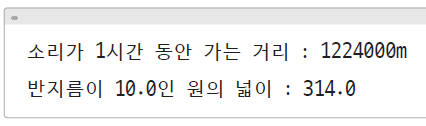 소리가 1시간 동안 가는 거리 : 1224000m
반지름이 10.0인 원의 넓이 : 314.0